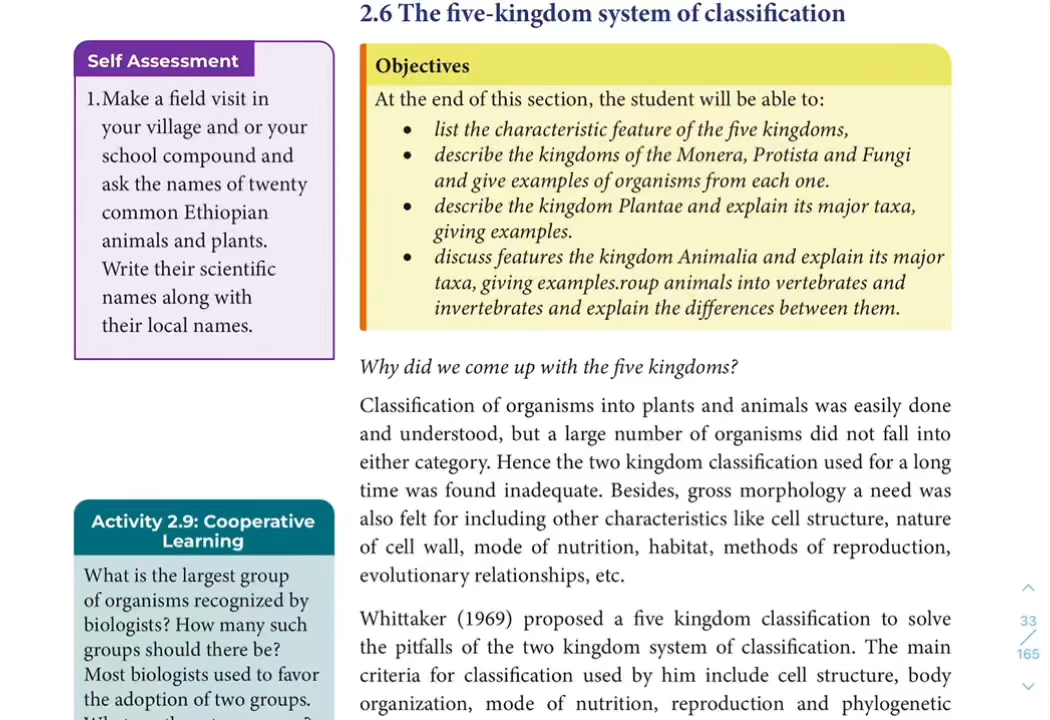 2.6 The five-kingdom system of classification
Self Assessment
1.Make a field visit in
your village and or your
school compound and
ask the names of twenty
common Ethiopian
animals and plants.
Write their scientific
names along with
their local names.
Objectives
At the end of this section, the student will be able to:
• list the characteristic feature of the five kingdoms,
• describe the kingdoms of the Monera, Protista and Fungi
and give examples of organisms from each one.
• describe the kingdom Plantae and explain its major taxa,
giving examples.
• discuss features the kingdom Animalia and explain its major
taxa, giving examples.roup animals into vertebrates and
invertebrates and explain the differences between them.
Why did we come up with the five kingdoms?
Classification of organisms into plants and animals was easily done
and understood, but a large number of organisms did not fall into
either category. Hence the two kingdom classification used for a long
time was found inadequate. Besides, gross morphology a need was
also felt for including other characteristics like cell structure, nature
of cell wall, mode of nutrition, habitat, methods of reproduction,
evolutionary relationships, etc.
Whittaker (1969) proposed a five kingdom classification to solve
the pitfalls of the two kingdom system of classification. The main
criteria for classification used by him include cell structure, body
organization, mode of nutrition, reproduction and phylogenetic
Activity 2.9: Cooperative
Learning
What is the largest group
of organisms recognized by
biologists? How many such
groups should there be?
Most biologists used to favor
the adoption of two groups.
33
165